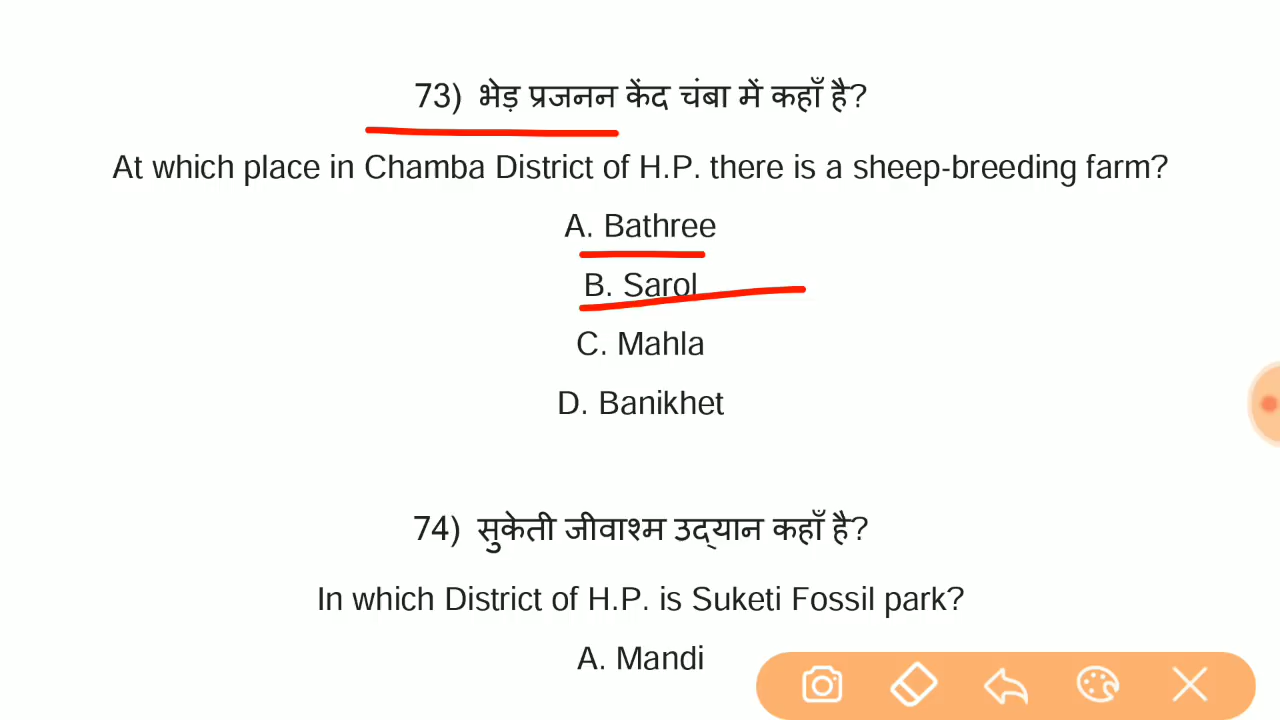 73) भेड़ प्रजनन केंद चंबा में कहाँ है?
At which place in Chamba District of H.P. there is a sheep-breeding farm?
A. Bathree
B. Sarol
C. Mahla
D. Banikhet
74) सुकेती जीवाश्म उद्यान कहाँ है?
In which District of H.P. is Suketi Fossil park?
A. Mandi